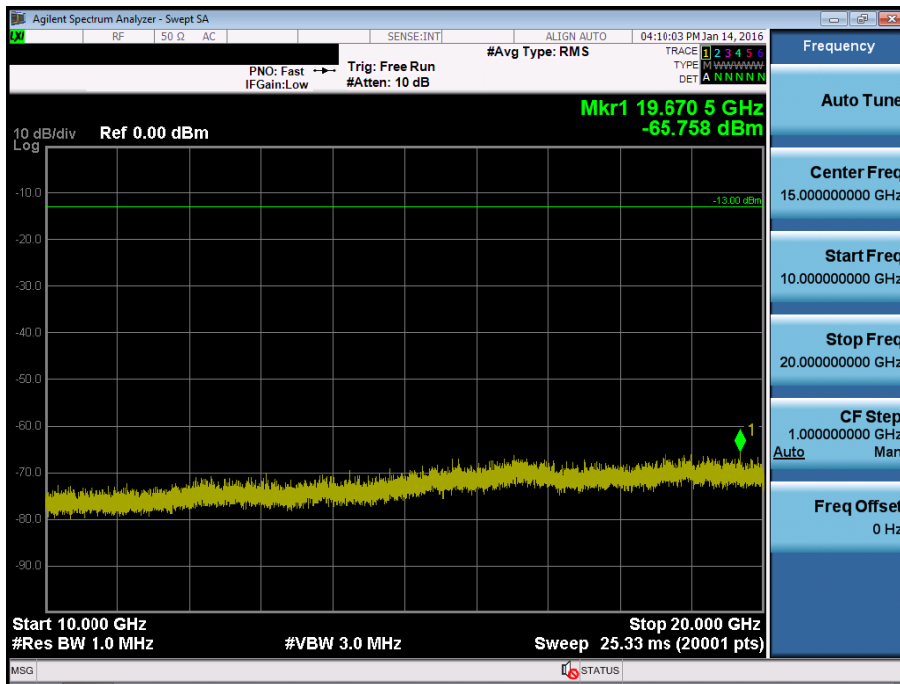 Agilent Spectrum Analyzer - Swept SA
LXI RF 50 Ω AC SENSE:INT ALIGN AUTO 04:10:03 PM Jan 14, 2016
PNO: Fast
IFGain:Low
Trig: Free Run
#Atten: 10 dB
#Avg Type: RMS
TRACE 1 2 3 4 5 6
TYPE M WWWWW
DET A N N N N N
Mkr1 19.670 5 GHz
-65.758 dBm
10 dB/div Ref 0.00 dBm
Log
-10.0
-13.00 dBm
-20.0
-30.0
-40.0
-50.0
-60.0
1
-70.0
-80.0
-90.0
Start 10.000 GHz Stop 20.000 GHz
#Res BW 1.0 MHz #VBW 3.0 MHz Sweep 25.33 ms (20001 pts)
MSG STATUS
Frequency
Auto Tune
Center Freq
15.000000000 GHz
Start Freq
10.000000000 GHz
Stop Freq
20.000000000 GHz
CF Step
1.000000000 GHz
Auto Man
Freq Offset
0 Hz